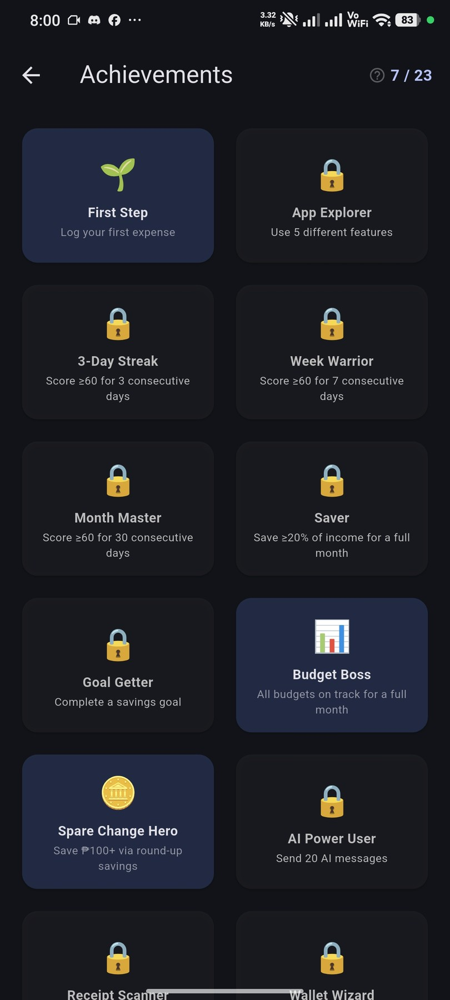 8:00
3.32
KB/s
Vo
WiFi
83
Achievements
7 / 23
First Step
Log your first expense
App Explorer
Use 5 different features
3-Day Streak
Score ≥60 for 3 consecutive
days
Week Warrior
Score ≥60 for 7 consecutive
days
Month Master
Score ≥60 for 30 consecutive
days
Saver
Save ≥20% of income for a full
month
Goal Getter
Complete a savings goal
Budget Boss
All budgets on track for a full
month
Spare Change Hero
Save ₱100+ via round-up
savings
AI Power User
Send 20 AI messages
Receipt Scanner
Wallet Wizard